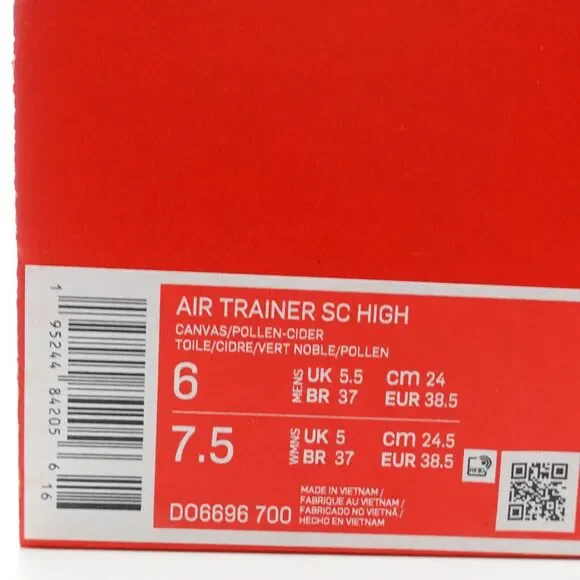 AIR TRAINER SC HIGH
CANVAS/POLLEN-CIDER
TOILE/CIDRE/VERT NOBLE/POLLEN
6 MENS UK 5.5 cm 24
BR 37 EUR 38.5
7.5 WMNS UK 5 cm 24.5
BR 37 EUR 38.5
RFID
MADE IN VIETNAM /
FABRIQUE AU VIETNAM /
FABRICADO NO VIETNÃ /
HECHO EN VIETNAM
DO6696 700
1 95244 84205 6 16